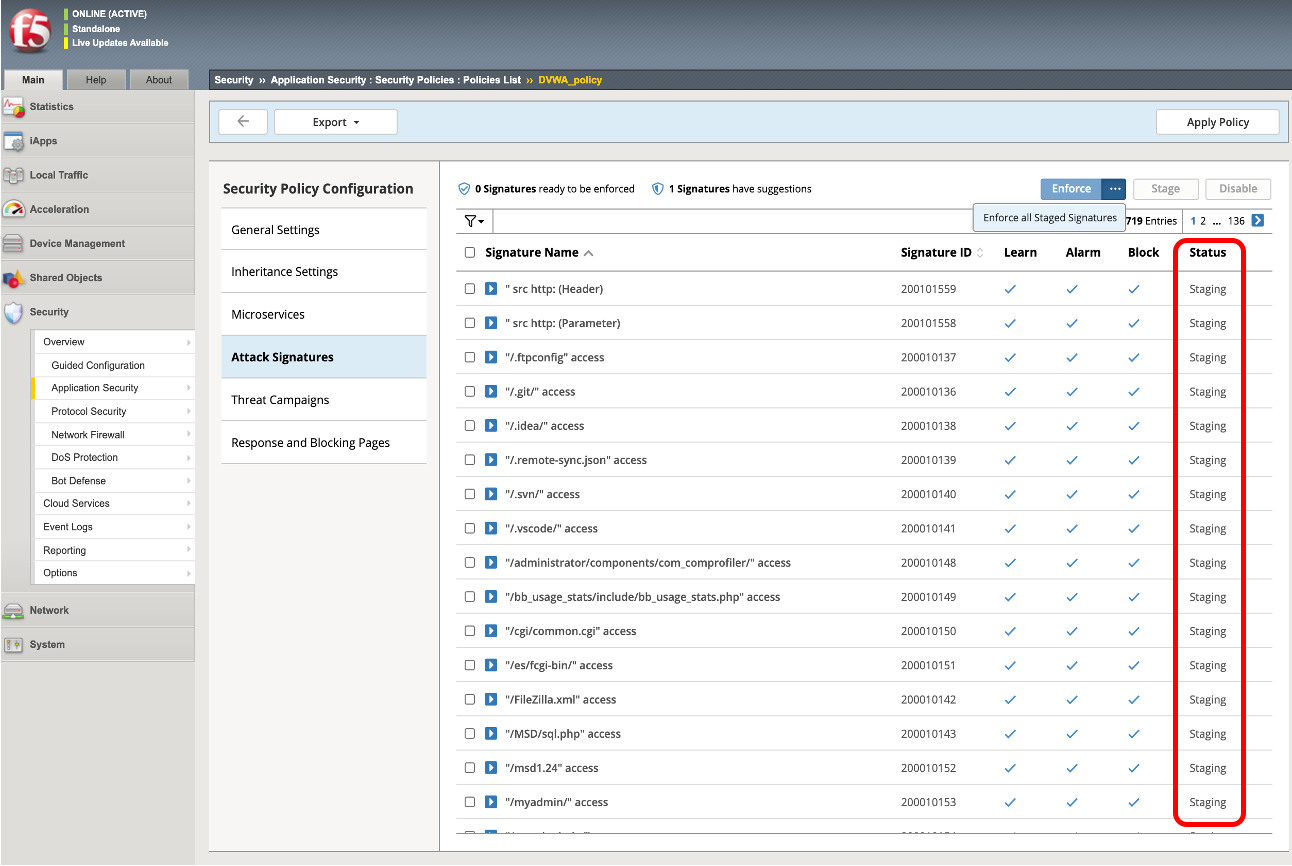 f5
ONLINE (ACTIVE)
Standalone
Live Updates Available
Main Help About
Security ›› Application Security : Security Policies : Policies List ›› DVWA_policy
Statistics
iApps
Local Traffic
Acceleration
Device Management
Shared Objects
Security
Overview
Guided Configuration
Application Security
Protocol Security
Network Firewall
DoS Protection
Bot Defense
Cloud Services
Event Logs
Reporting
Options
Network
System
Export
Apply Policy
Security Policy Configuration
General Settings
Inheritance Settings
Microservices
Attack Signatures
Threat Campaigns
Response and Blocking Pages
0 Signatures ready to be enforced 1 Signatures have suggestions
Enforce ... Stage Disable
Enforce all Staged Signatures
719 Entries 1 2 ... 136
Signature Name Signature ID Learn Alarm Block Status
" src http: (Header) 200101559 Staging
" src http: (Parameter) 200101558 Staging
"/.ftpconfig" access 200010137 Staging
"/.git/" access 200010136 Staging
"/.idea/" access 200010138 Staging
"/.remote-sync.json" access 200010139 Staging
"/.svn/" access 200010140 Staging
"/.vscode/" access 200010141 Staging
"/administrator/components/com_comprofiler/" access 200010148 Staging
"/bb_usage_stats/include/bb_usage_stats.php" access 200010149 Staging
"/cgi/common.cgi" access 200010150 Staging
"/es/fcgi-bin/" access 200010151 Staging
"/FileZilla.xml" access 200010142 Staging
"/MSD/sql.php" access 200010143 Staging
"/msd1.24" access 200010152 Staging
"/myadmin/" access 200010153 Staging